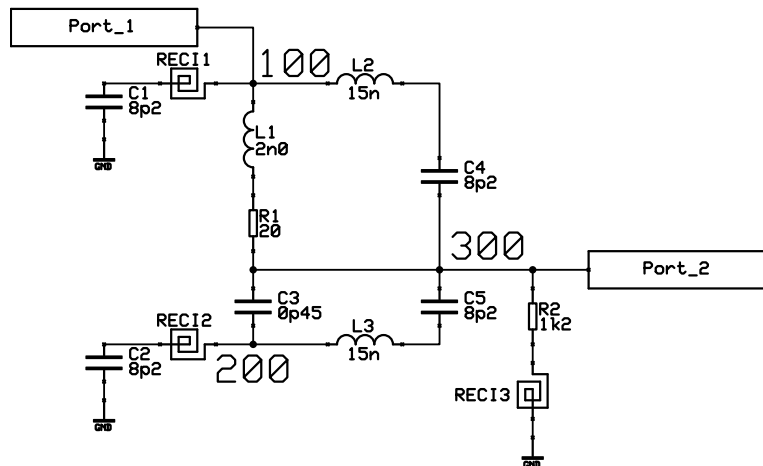 Port_1
RECI1
100
L2
15n
C1
8p2
GND
L1
2n0
C4
8p2
R1
20
300
Port_2
C3
0p45
C5
8p2
R2
1k2
RECI2
L3
15n
C2
8p2
200
RECI3
GND
GND